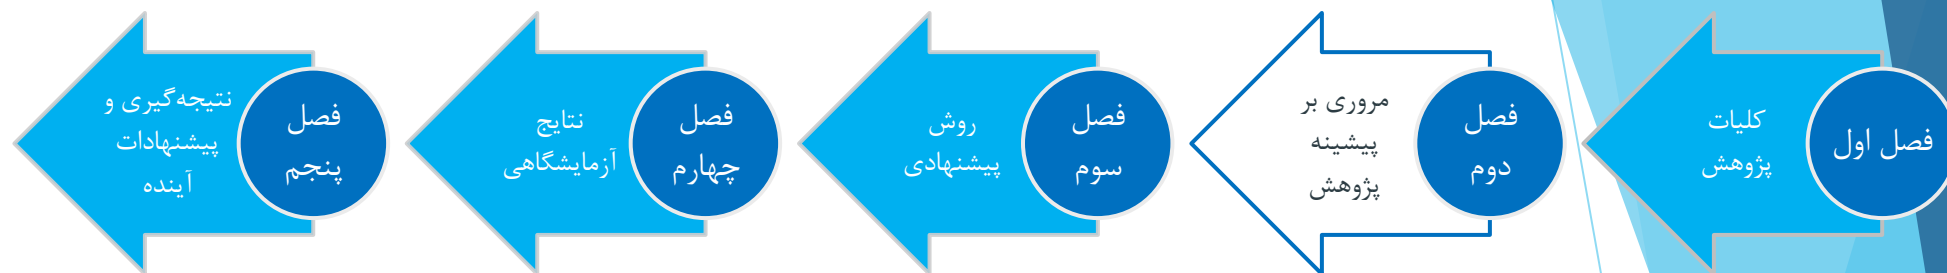 فصل اول
کلیات
پژوهش
فصل
دوم
مروری بر
پیشینه
پژوهش
فصل
سوم
روش
پیشنهادی
فصل
چهارم
نتایج
آزمایشگاهی
فصل
پنجم
نتیجه‌گیری و
پیشنهادات
آینده